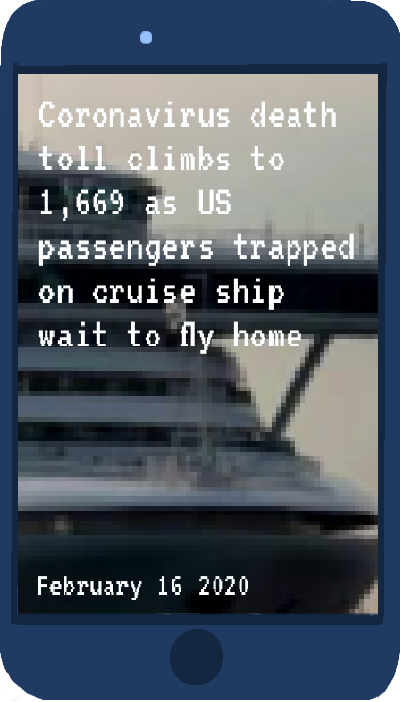 Coronavirus death
toll climbs to
1,669 as US
passengers trapped
on cruise ship
wait to fly home
February 16 2020